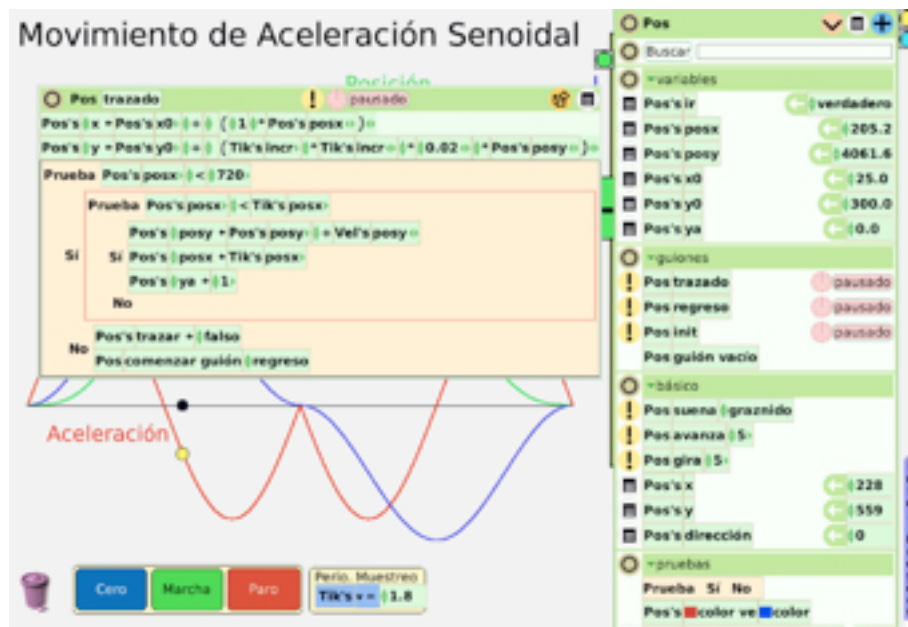 Movimiento de Aceleración Senoidal
Posición
Pos trazado ! pausado
Pos's x ← Pos's x0 + ( 1 * Pos's posx )
Pos's y ← Pos's y0 + ( Tik's incr * Tik's incr * 0.02 * Pos's posy )
Prueba Pos's posx < 720
Prueba Pos's posx < Tik's posx
Pos's posy ← Pos's posy + Vel's posy
Sí Sí Pos's posx ← Tik's posx
Pos's ya ← 1
No
Pos's trazar ← falso
No
Pos comenzar guión regreso
Aceleración
Cero Marcha Paro
Perio. Muestreo
Tik's v = 1.8
Pos
Buscar
variables
Pos's ir verdadero
Pos's posx 205.2
Pos's posy 4061.6
Pos's x0 25.0
Pos's y0 300.0
Pos's ya 0.0
guiones
! Pos trazado pausado
! Pos regreso pausado
! Pos init pausado
Pos guión vacío
básico
! Pos suena graznido
! Pos avanza 5
! Pos gira 5
Pos's x 228
Pos's y 559
Pos's dirección 0
pruebas
Prueba Sí No
Pos's color ve color